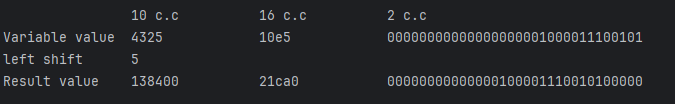 10 c.c 16 c.c 2 c.c
Variable value 4325 10e5 00000000000000000001000011100101
left shift 5
Result value 138400 21ca0 00000000000000100001110010100000